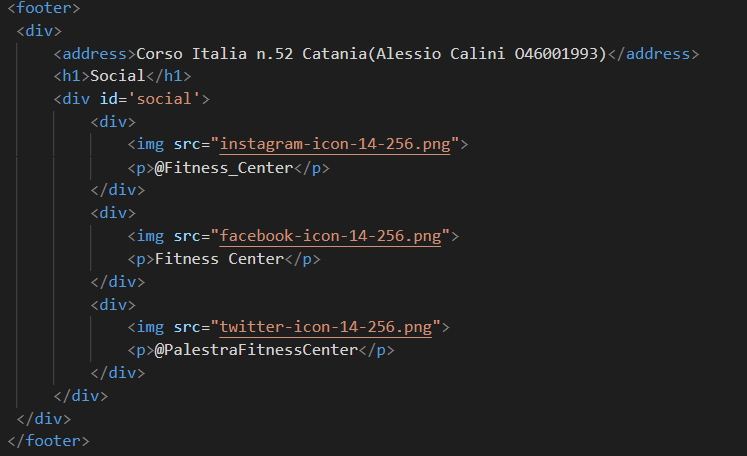 <footer>
<div>
<address>Corso Italia n.52 Catania(Alessio Calini O46001993)</address>
<h1>Social</h1>
<div id='social'>
<div>
<img src="instagram-icon-14-256.png">
<p>@Fitness_Center</p>
</div>
<div>
<img src="facebook-icon-14-256.png">
<p>Fitness Center</p>
</div>
<div>
<img src="twitter-icon-14-256.png">
<p>@PalestraFitnessCenter</p>
</div>
</div>
</div>
</footer>